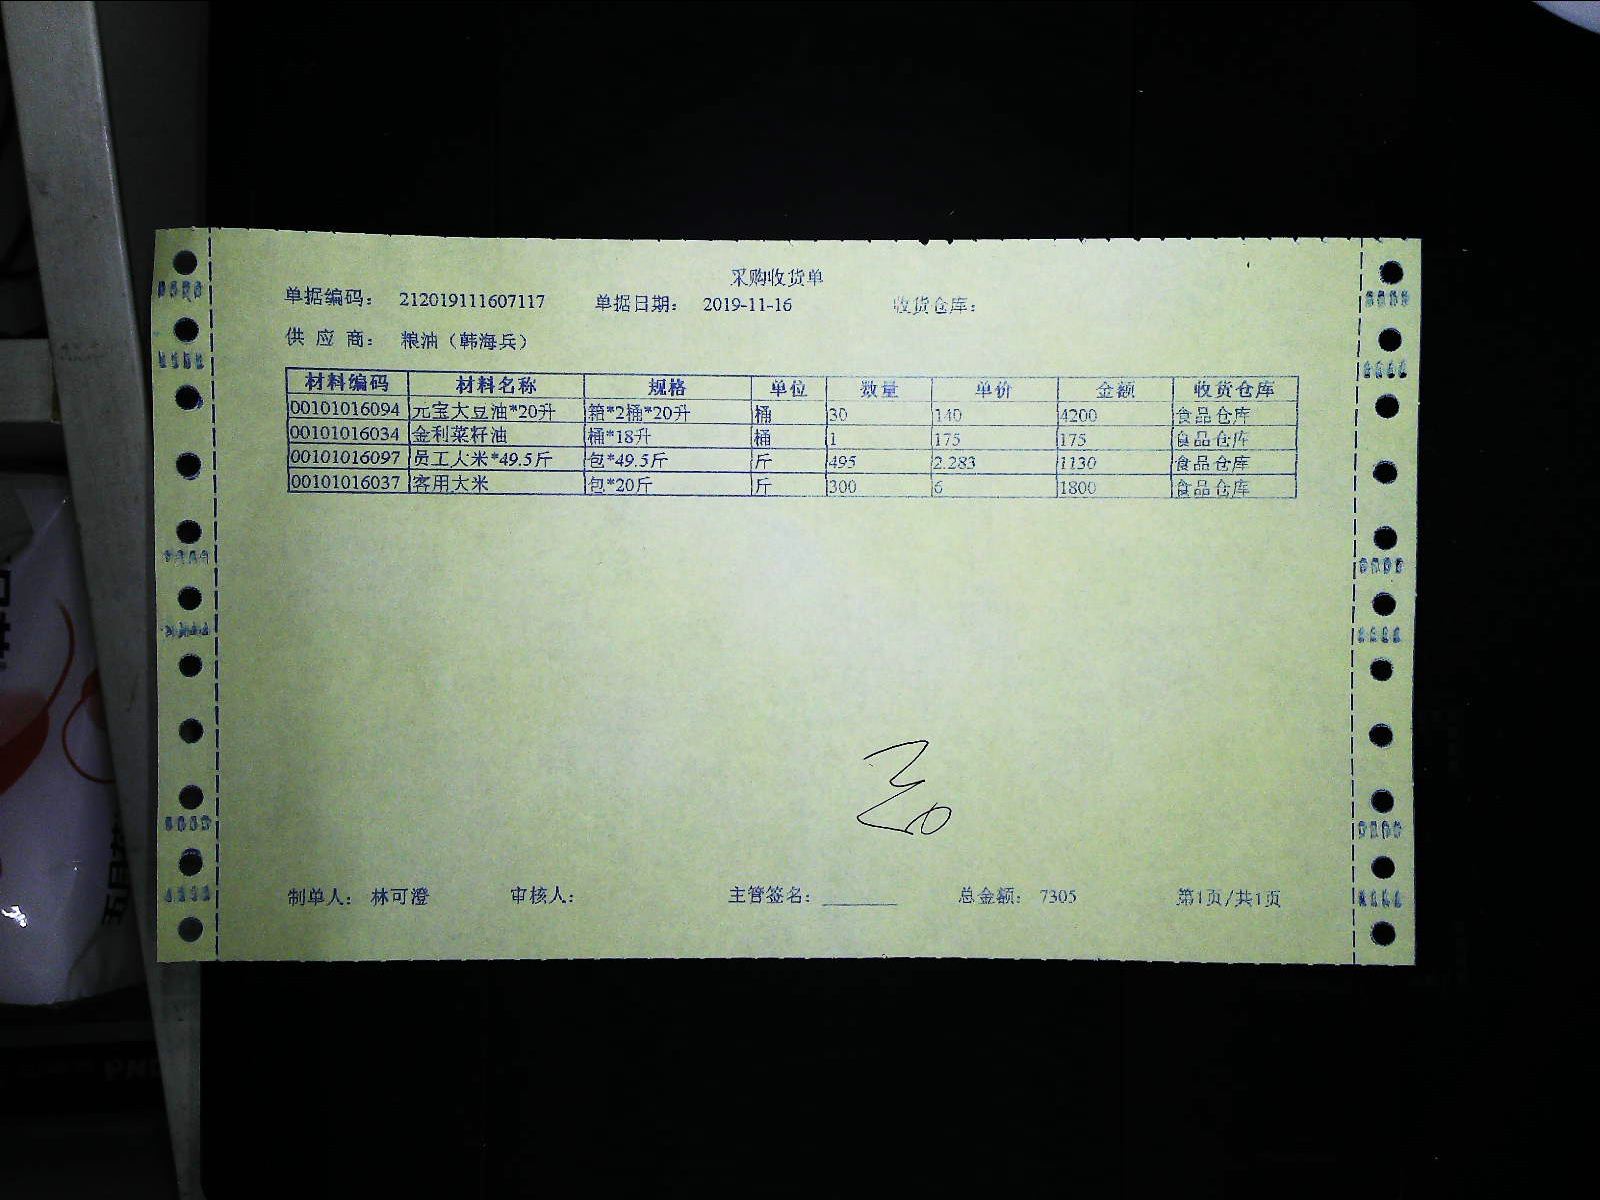 采购收货单
单据编码： 212019111607117 单据日期： 2019-11-16 收货仓库：
供 应 商： 粮油（韩海兵）
材料编码 材料名称 规格 单位 数量 单价 金额 收货仓库
00101016094 元宝大豆油*20升 箱*2桶*20升 桶 30 140 4200 食品仓库
00101016034 金利菜籽油 桶*18升 桶 1 175 175 食品仓库
00101016097 员工大米*49.5斤 包*49.5斤 斤 495 2.283 1130 食品仓库
00101016037 客用大米 包*20斤 斤 300 6 1800 食品仓库
制单人： 林可澄 审核人： 主管签名：________ 总金额： 7305 第1页/共1页